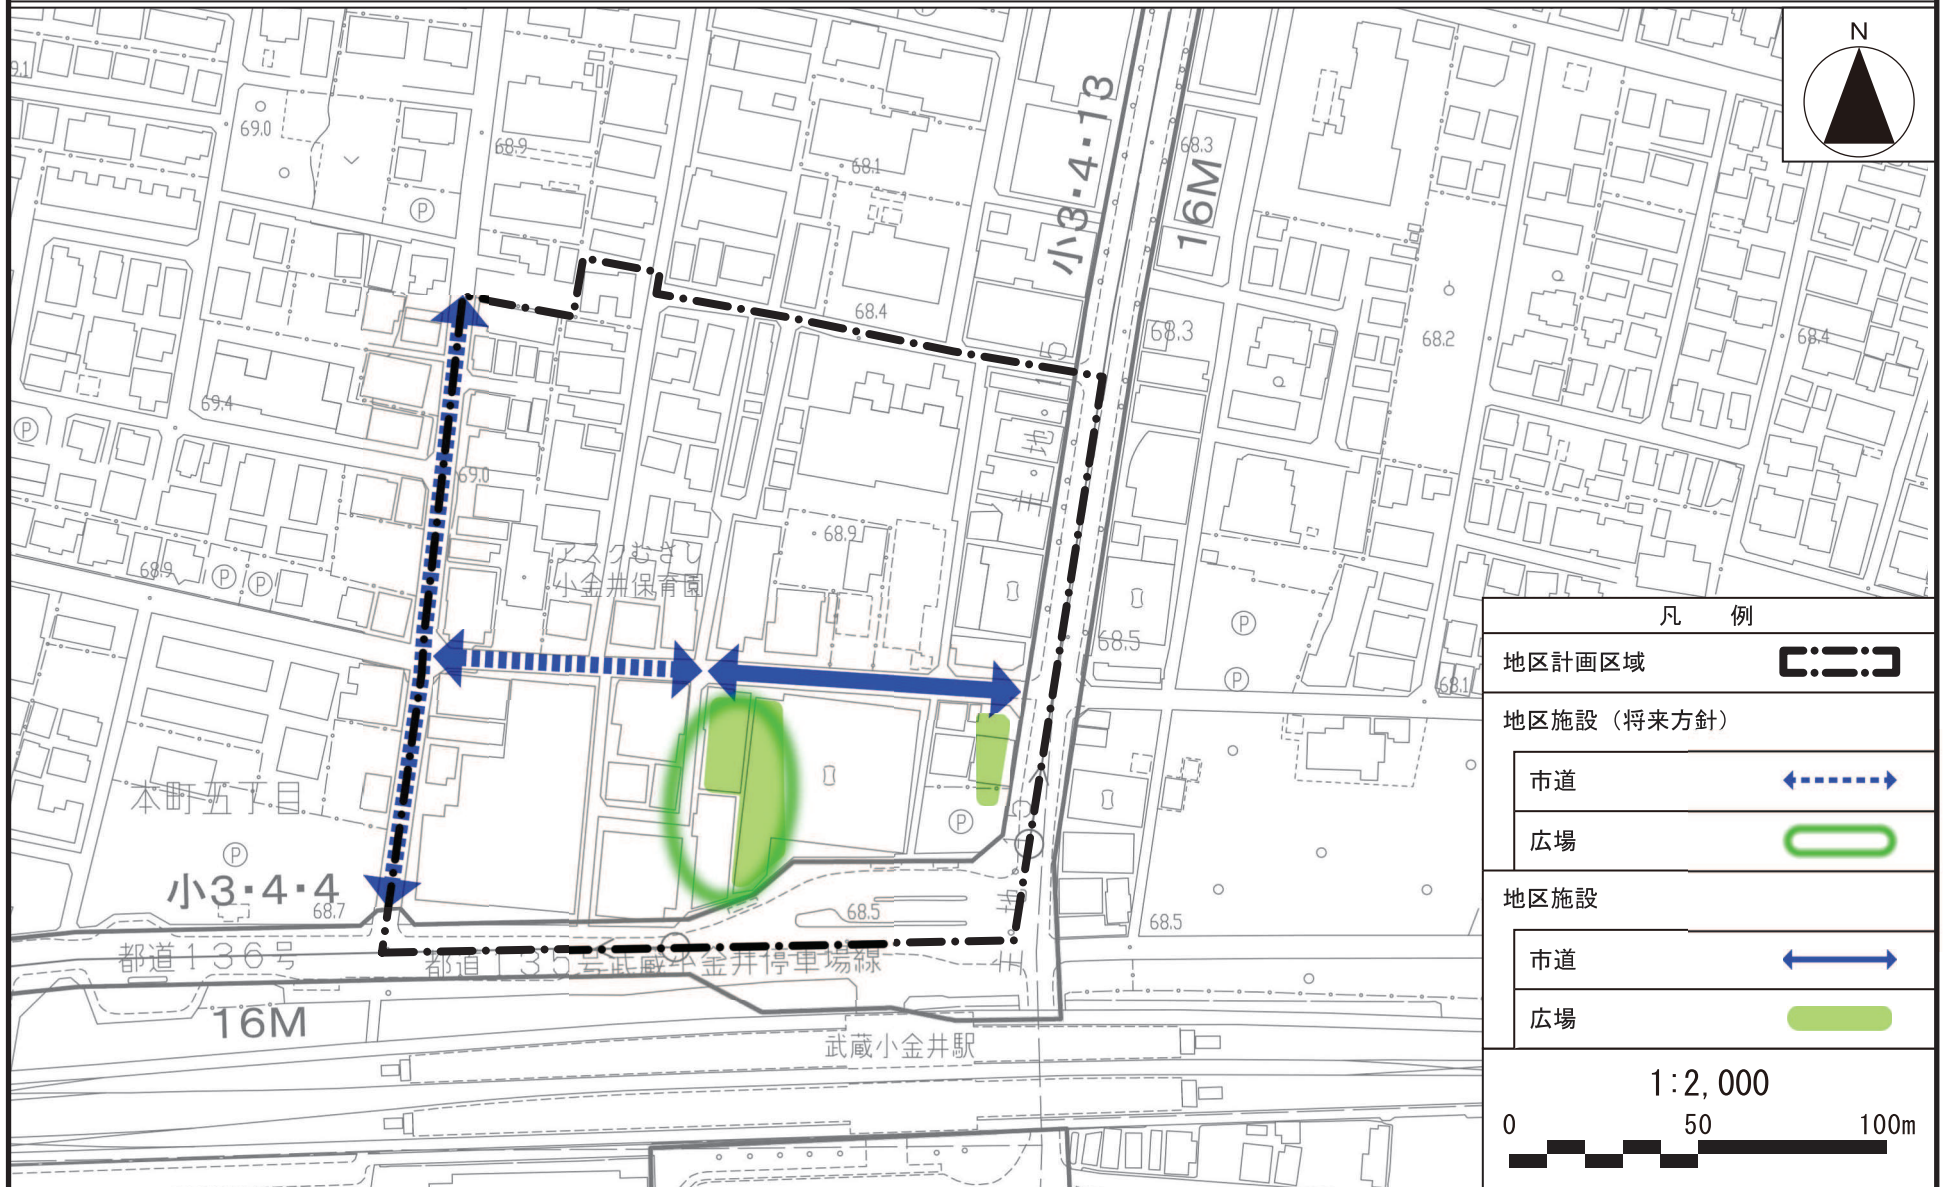 N
9.1
69.0
68.9
68.1
68.3
小3・4・13
16M
68.4
68.3
68.2
68.4
69.4
69.0
アスクむさし
小金井保育園
68.9
68.9
68.5
68.1
本町五丁目
小3・4・4
68.7
68.5
68.5
都道136号
都道135号武蔵小金井停車場線
16M
武蔵小金井駅
P
P
P
P
P
P
P
P
凡 例
地区計画区域
地区施設（将来方針）
市道
広場
地区施設
市道
広場
1:2,000
0 50 100m